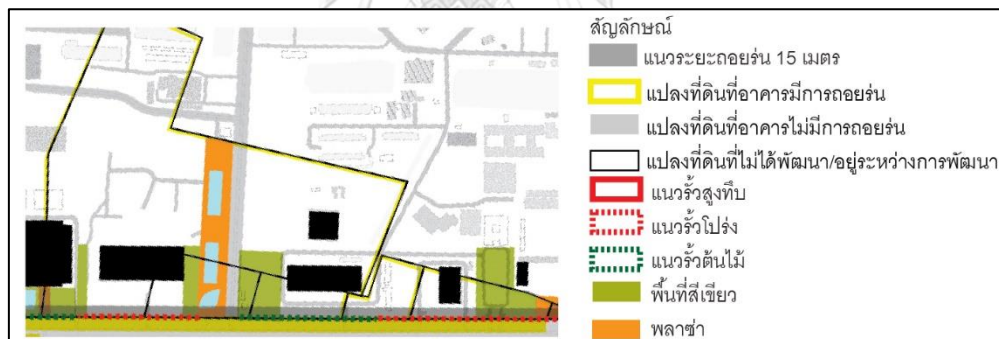 สัญลักษณ์
แนวระยะถอยร่น 15 เมตร
แปลงที่ดินที่อาคารมีการถอยร่น
แปลงที่ดินที่อาคารไม่มีการถอยร่น
แปลงที่ดินที่ไม่ได้พัฒนา/อยู่ระหว่างการพัฒนา
แนวรั้วสูงทึบ
แนวรั้วโปร่ง
แนวรั้วต้นไม้
พื้นที่สีเขียว
พลาซ่า